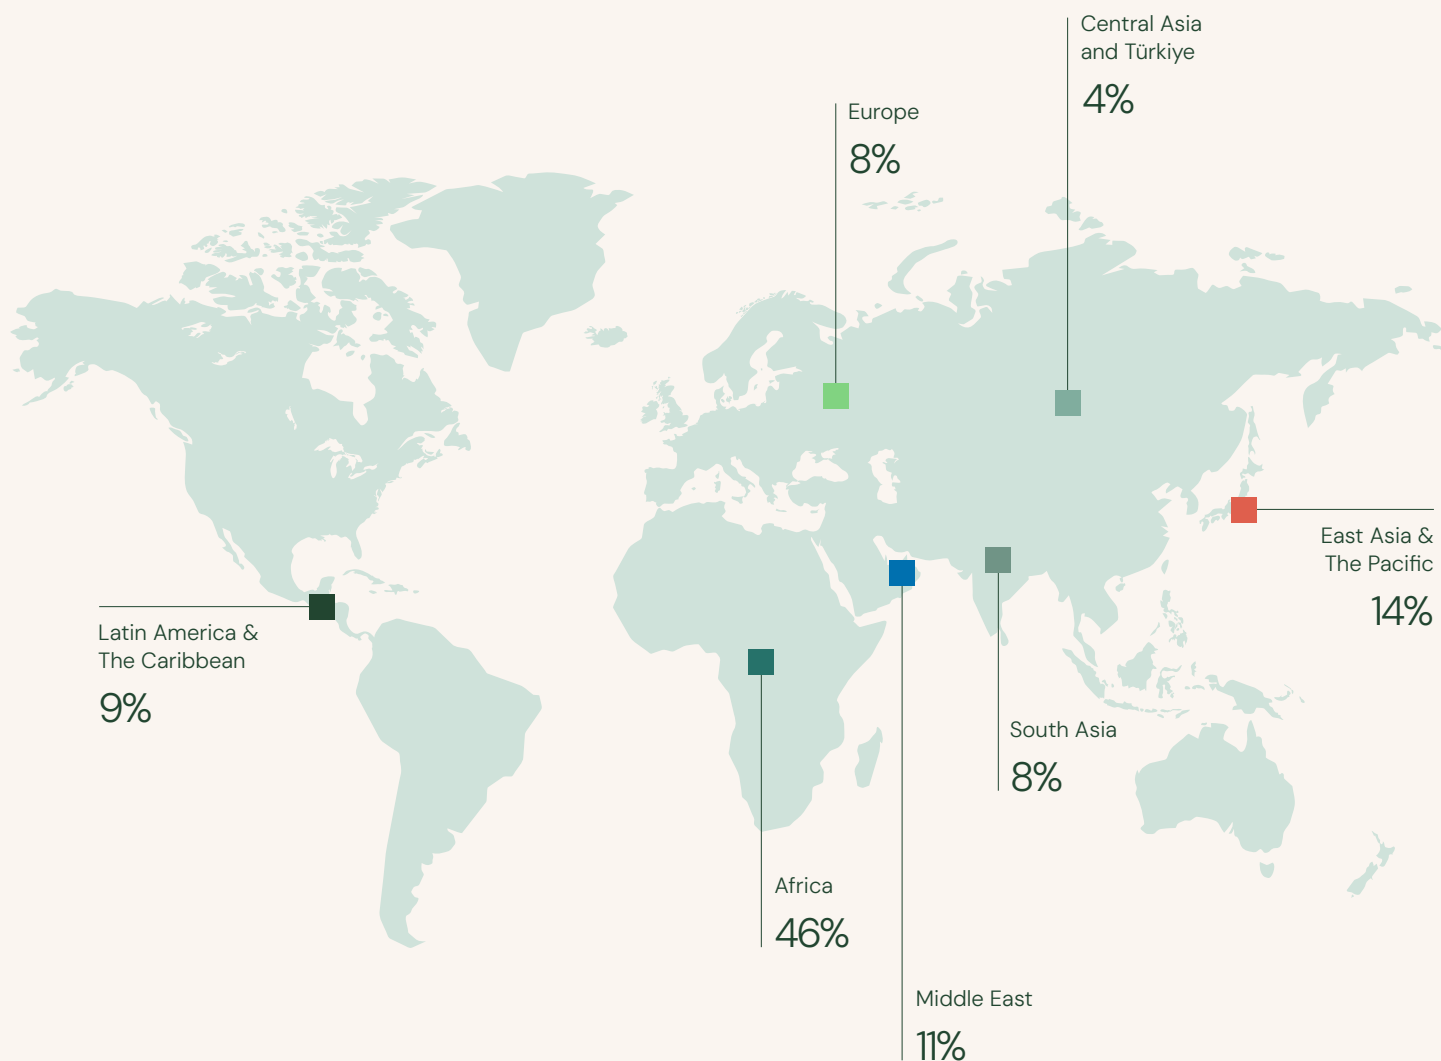 Central Asia
and Türkiye
4%
Europe
8%
East Asia &
The Pacific
14%
Latin America &
The Caribbean
9%
South Asia
8%
Africa
46%
Middle East
11%